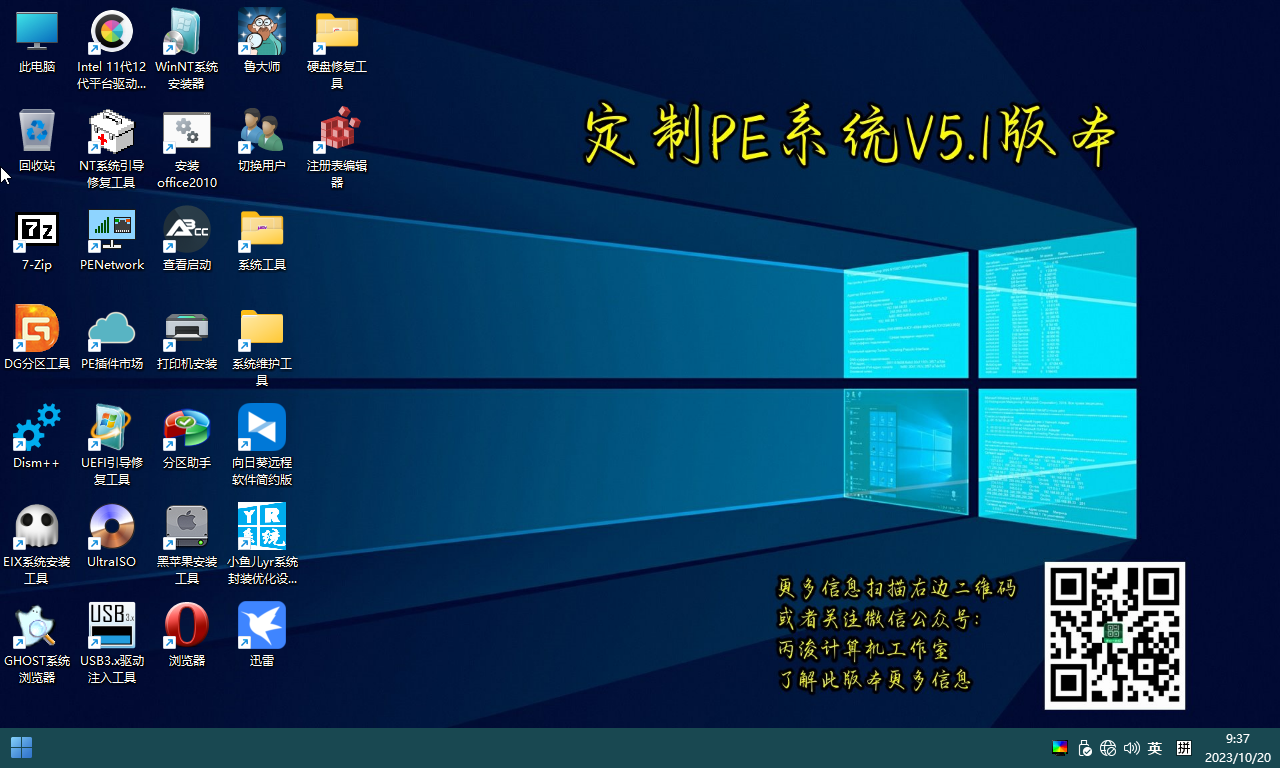 此电脑
Intel 11代12
代平台驱动...
WinNT系统
安装器
鲁大师
硬盘修复工
具
定制PE系统V5.1版本
回收站
NT系统引导
修复工具
安装
office2010
切换用户
注册表编辑
器
7-Zip
PENetwork
查看启动
系统工具
DG分区工具
PE插件市场
打印机安装
系统维护工
具
Dism++
UEFI引导修
复工具
分区助手
向日葵远程
软件简约版
EIX系统安装
工具
UltraISO
黑苹果安装
工具
小鱼儿yr系统
封装优化设...
GHOST系统
浏览器
USB3.x驱动
注入工具
浏览器
迅雷
更多信息扫描右边二维码
或者关注微信公众号：
丙浚计算机工作室
了解此版本更多信息
英
拼
9:37
2023/10/20